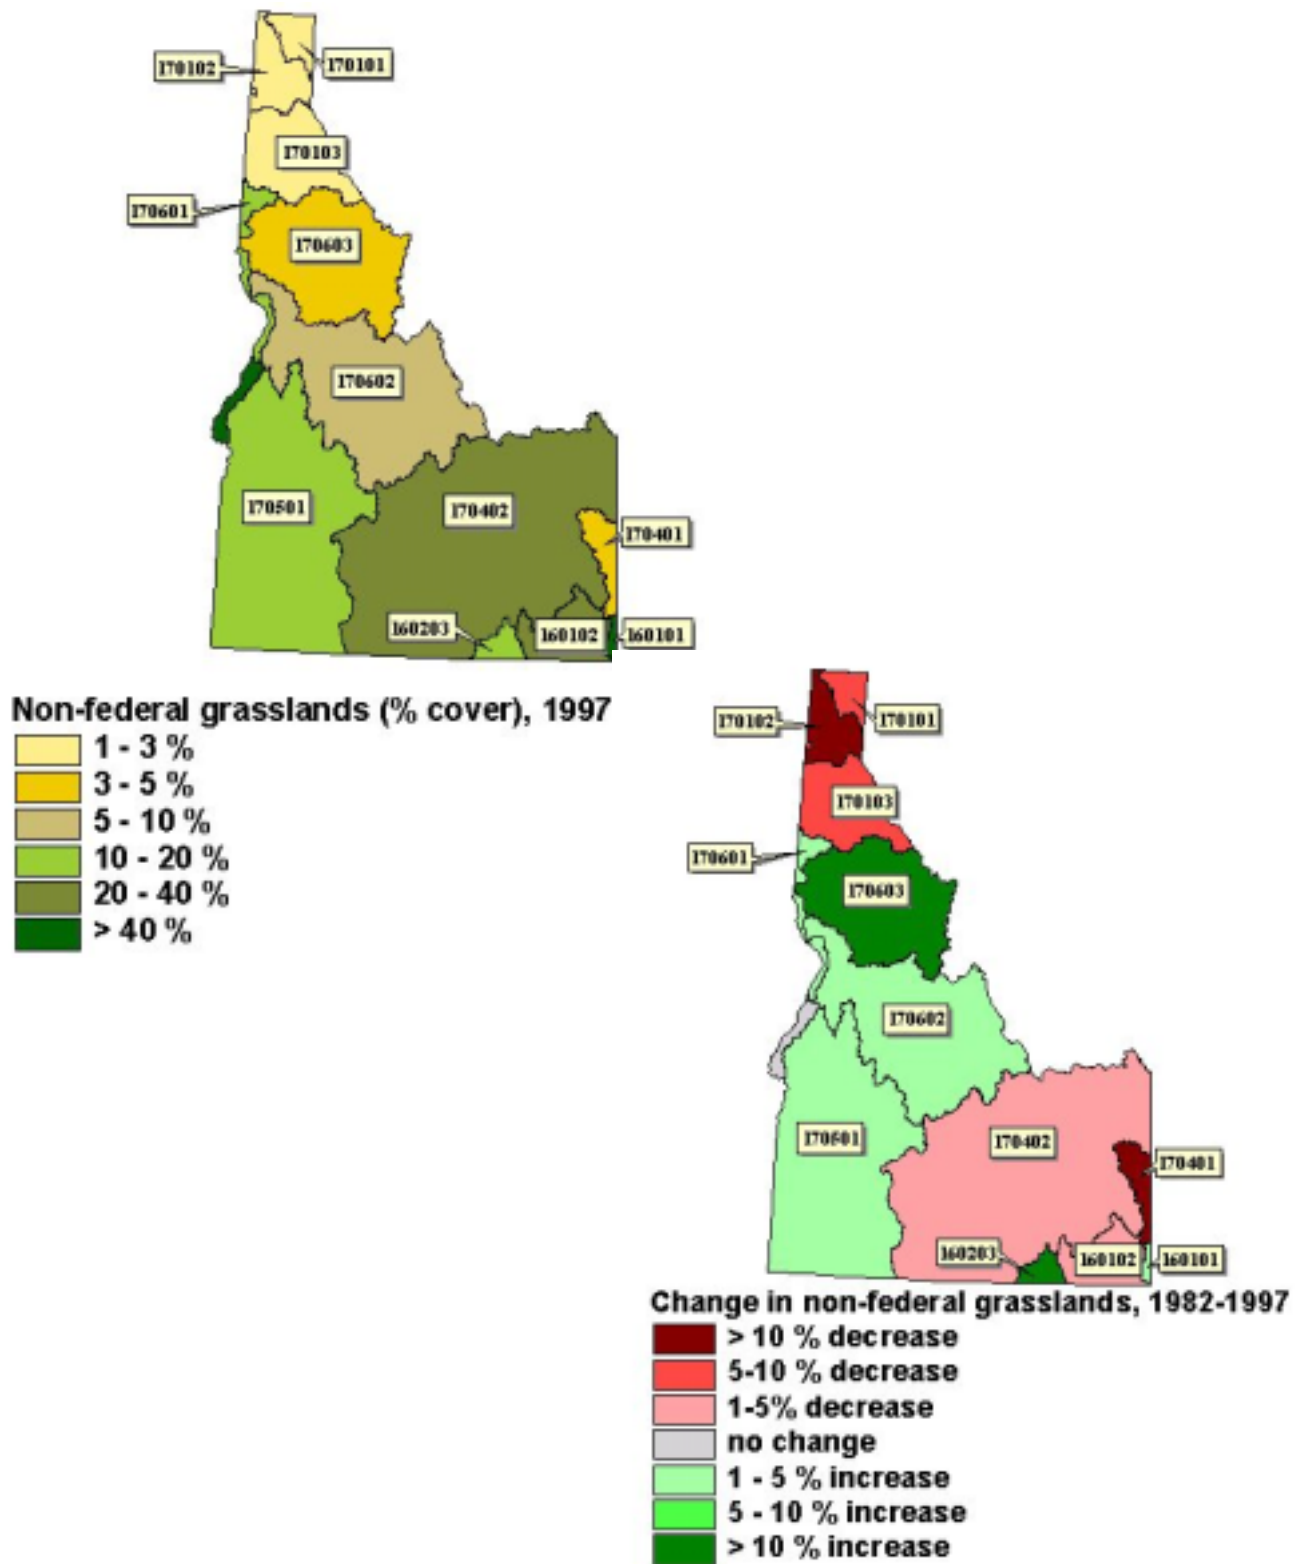 170102
170101
170103
170601
170603
170602
170501
170402
170401
160203
160102
160101
Non-federal grasslands (% cover), 1997
1 - 3 %
3 - 5 %
5 - 10 %
10 - 20 %
20 - 40 %
> 40 %
170102
170101
170103
170601
170603
170602
170501
170402
170401
160203
160102
160101
Change in non-federal grasslands, 1982-1997
> 10 % decrease
5-10 % decrease
1-5% decrease
no change
1 - 5 % increase
5 - 10 % increase
> 10 % increase